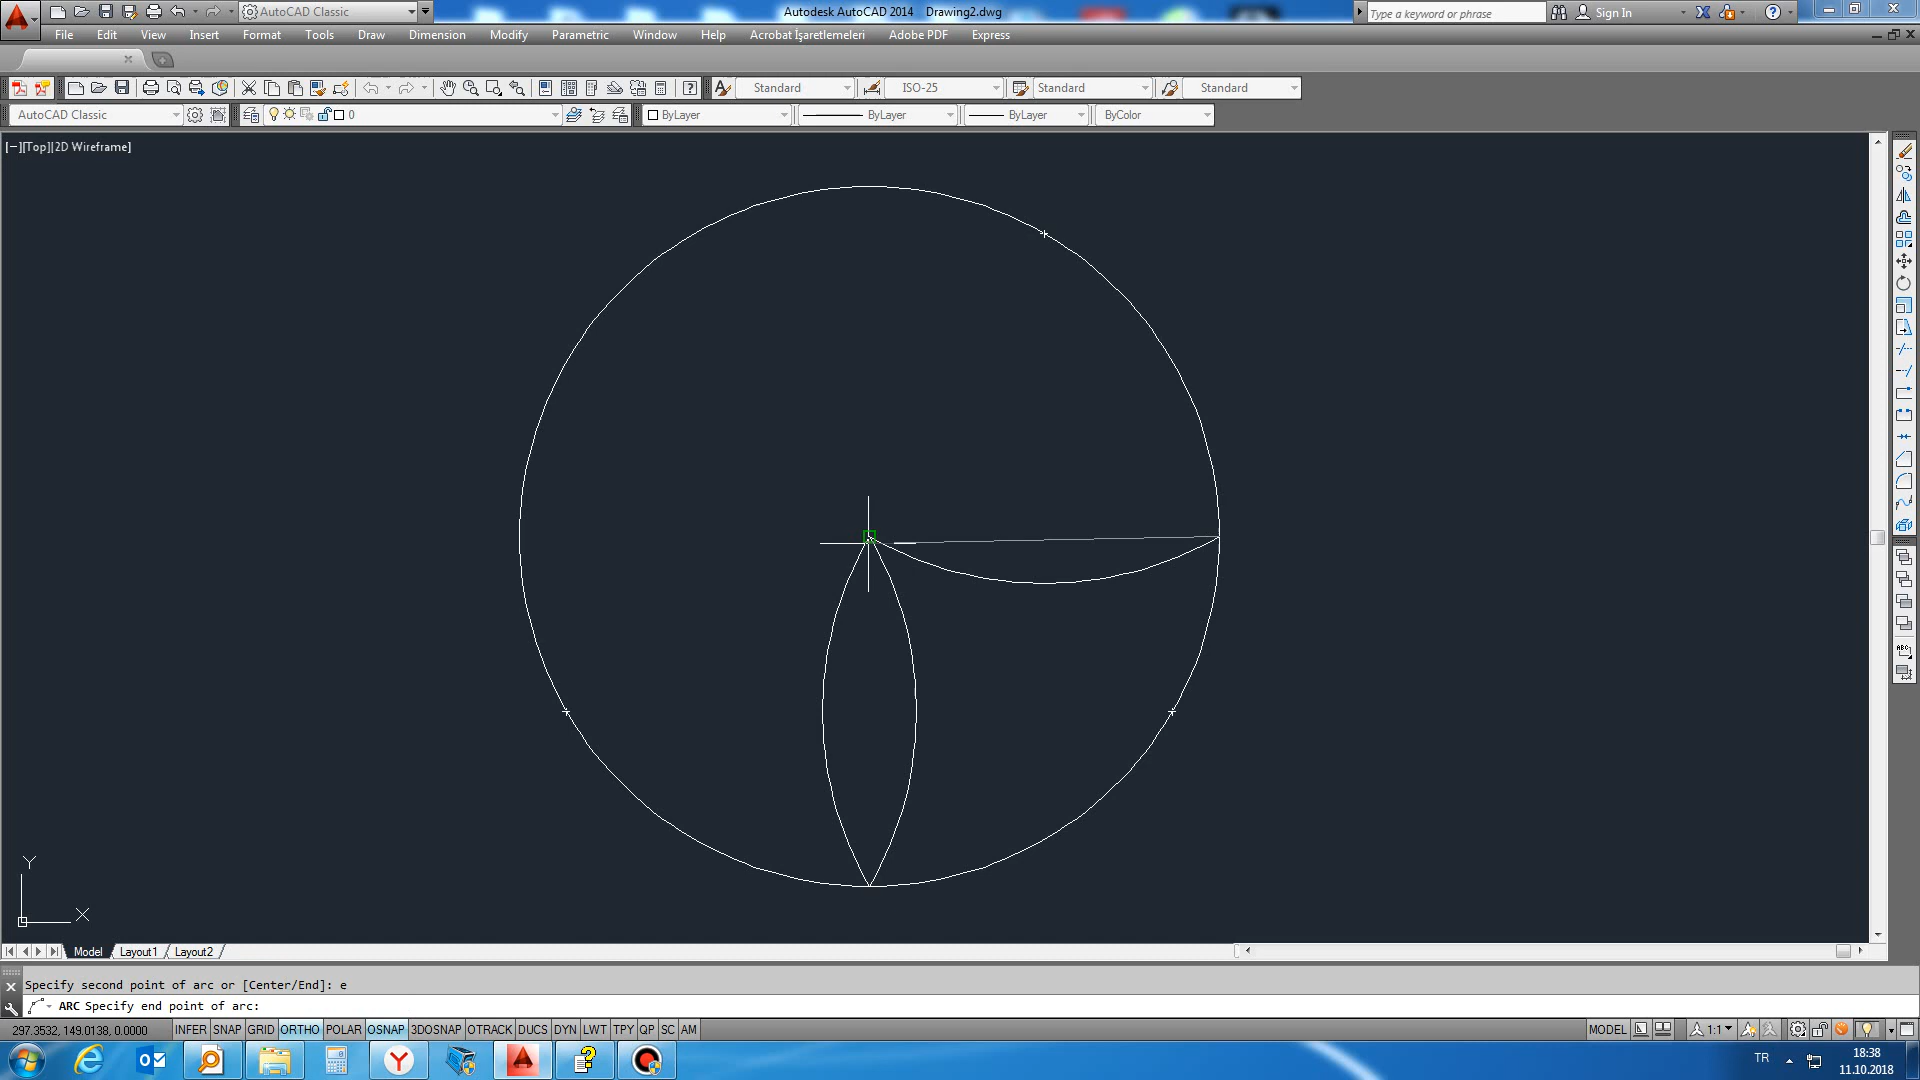 AutoCAD Classic
Autodesk AutoCAD 2014 Drawing2.dwg
Type a keyword or phrase
Sign In
File Edit View Insert Format Tools Draw Dimension Modify Parametric Window Help Acrobat İşaretlemeleri Adobe PDF Express
Standard ISO-25 Standard Standard
AutoCAD Classic 0 ByLayer ByLayer ByLayer ByColor
[−][Top][2D Wireframe]
ABC
Y
X
Model Layout1 Layout2
Specify second point of arc or [Center/End]: e
ARC Specify end point of arc:
297.3532, 149.0138, 0.0000 INFER SNAP GRID ORTHO POLAR OSNAP 3DOSNAP OTRACK DUCS DYN LWT TPY QP SC AM MODEL 1:1
TR 18:38
11.10.2018